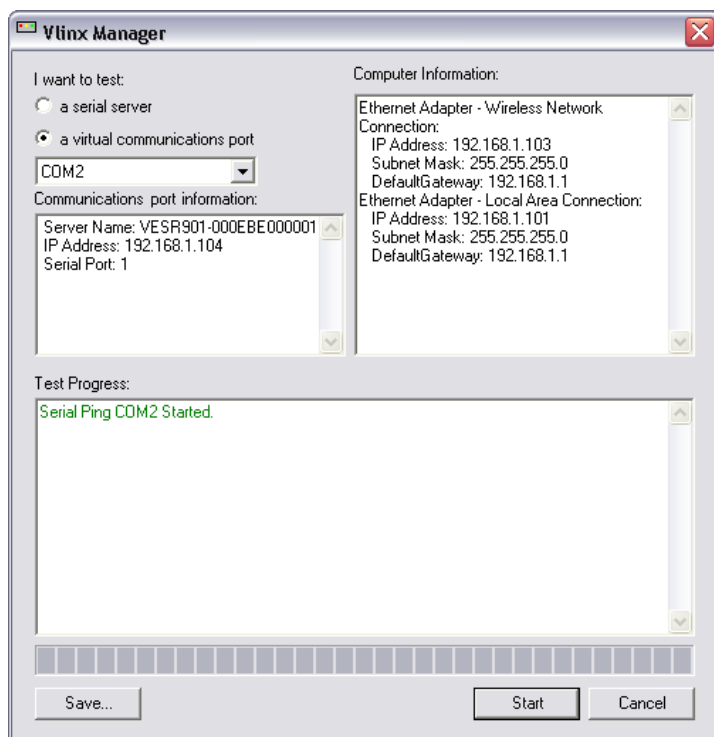 Vlinx Manager
I want to test:
a serial server
a virtual communications port
COM2
Communications port information:
Server Name: VESR901-000EBE000001
IP Address: 192.168.1.104
Serial Port: 1
Computer Information:
Ethernet Adapter - Wireless Network
Connection:
IP Address: 192.168.1.103
Subnet Mask: 255.255.255.0
DefaultGateway: 192.168.1.1
Ethernet Adapter - Local Area Connection:
IP Address: 192.168.1.101
Subnet Mask: 255.255.255.0
DefaultGateway: 192.168.1.1
Test Progress:
Serial Ping COM2 Started.
Save...
Start
Cancel